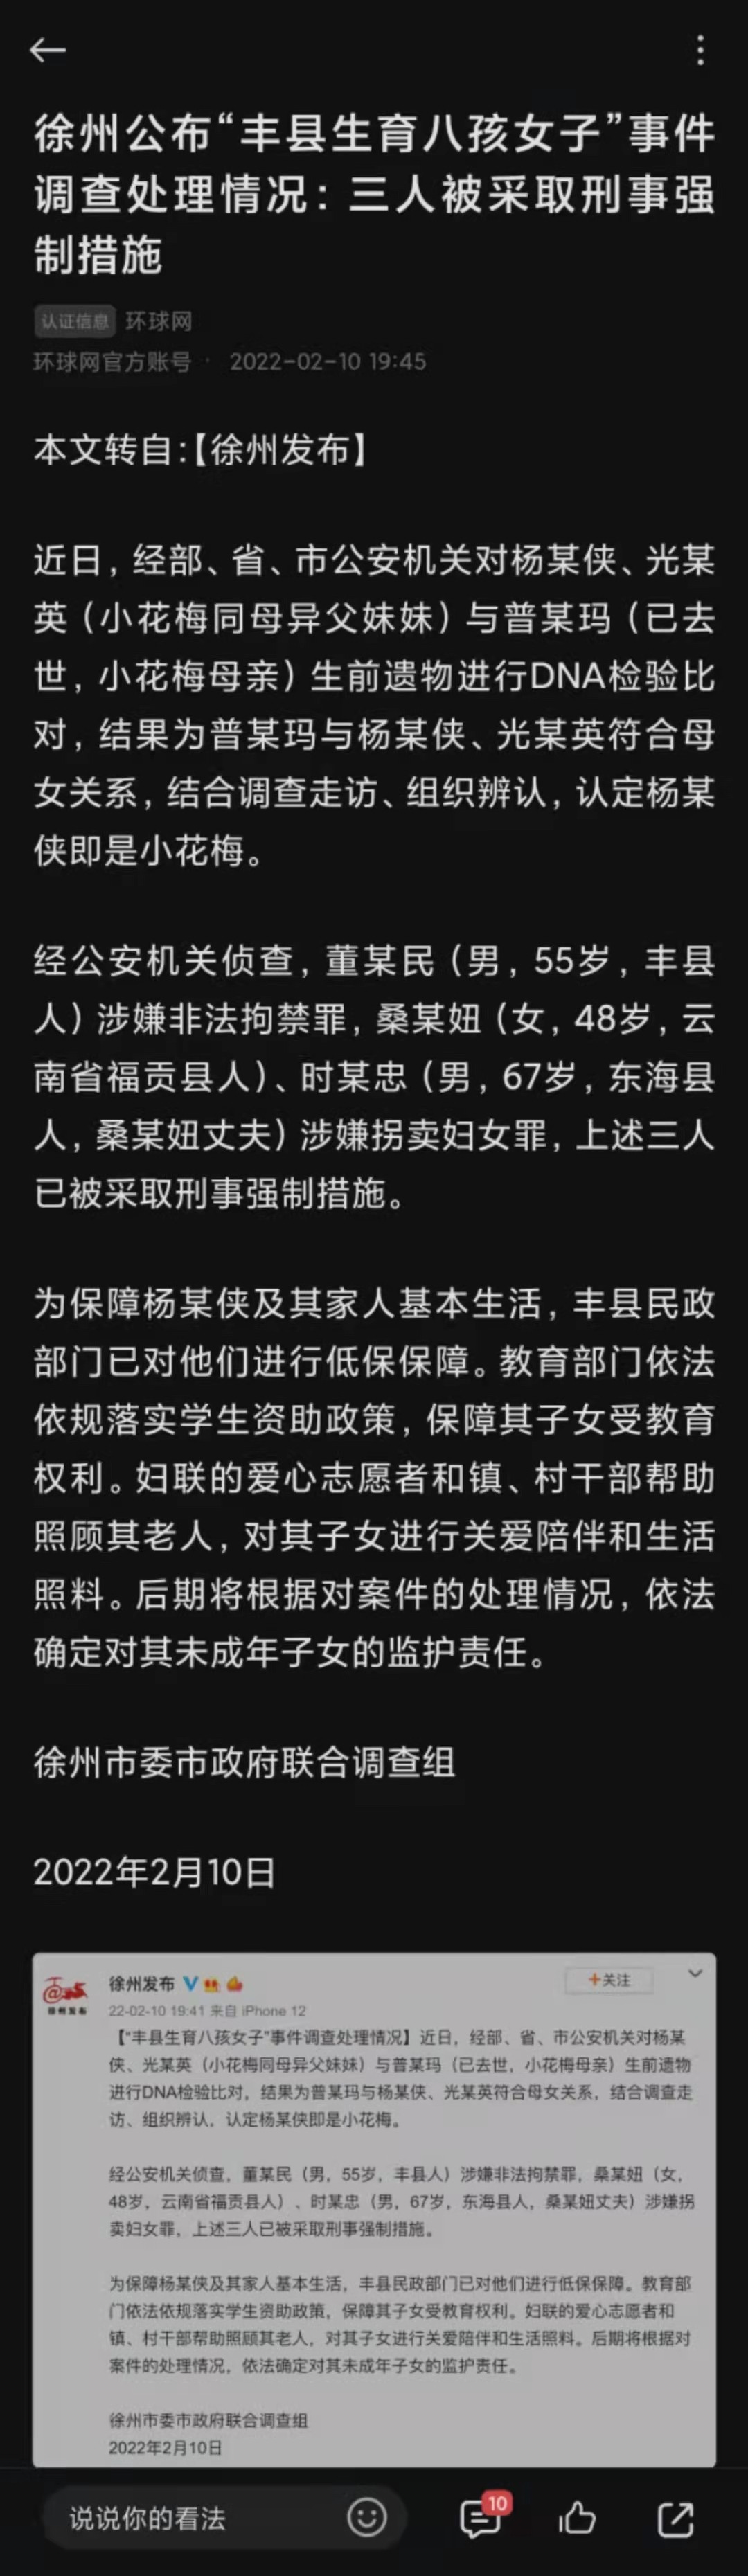 徐州公布“丰县生育八孩女子”事件
调查处理情况：三人被采取刑事强
制措施
认证信息 环球网
环球网官方账号 · 2022-02-10 19:45
本文转自：【徐州发布】
近日，经部、省、市公安机关对杨某侠、光某
英（小花梅同母异父妹妹）与普某玛（已去
世，小花梅母亲）生前遗物进行DNA检验比
对，结果为普某玛与杨某侠、光某英符合母
女关系，结合调查走访、组织辨认，认定杨某
侠即是小花梅。
经公安机关侦查，董某民（男，55岁，丰县
人）涉嫌非法拘禁罪，桑某妞（女，48岁，云
南省福贡县人）、时某忠（男，67岁，东海县
人，桑某妞丈夫）涉嫌拐卖妇女罪，上述三人
已被采取刑事强制措施。
为保障杨某侠及其家人基本生活，丰县民政
部门已对他们进行低保保障。教育部门依法
依规落实学生资助政策，保障其子女受教育
权利。妇联的爱心志愿者和镇、村干部帮助
照顾其老人，对其子女进行关爱陪伴和生活
照料。后期将根据对案件的处理情况，依法
确定对其未成年子女的监护责任。
徐州市委市政府联合调查组
2022年2月10日
徐州发布
+关注
徐州发布
22-02-10 19:41 来自 iPhone 12
【“丰县生育八孩女子”事件调查处理情况】近日，经部、省、市公安机关对杨某
侠、光某英（小花梅同母异父妹妹）与普某玛（已去世，小花梅母亲）生前遗物
进行DNA检验比对，结果为普某玛与杨某侠、光某英符合母女关系，结合调查走
访、组织辨认，认定杨某侠即是小花梅。
经公安机关侦查，董某民（男，55岁，丰县人）涉嫌非法拘禁罪，桑某妞（女，
48岁，云南省福贡县人）、时某忠（男，67岁，东海县人，桑某妞丈夫）涉嫌拐
卖妇女罪，上述三人已被采取刑事强制措施。
为保障杨某侠及其家人基本生活，丰县民政部门已对他们进行低保保障。教育部
门依法依规落实学生资助政策，保障其子女受教育权利。妇联的爱心志愿者和
镇、村干部帮助照顾其老人，对其子女进行关爱陪伴和生活照料。后期将根据对
案件的处理情况，依法确定对其未成年子女的监护责任。
徐州市委市政府联合调查组
2022年2月10日
说说你的看法
10